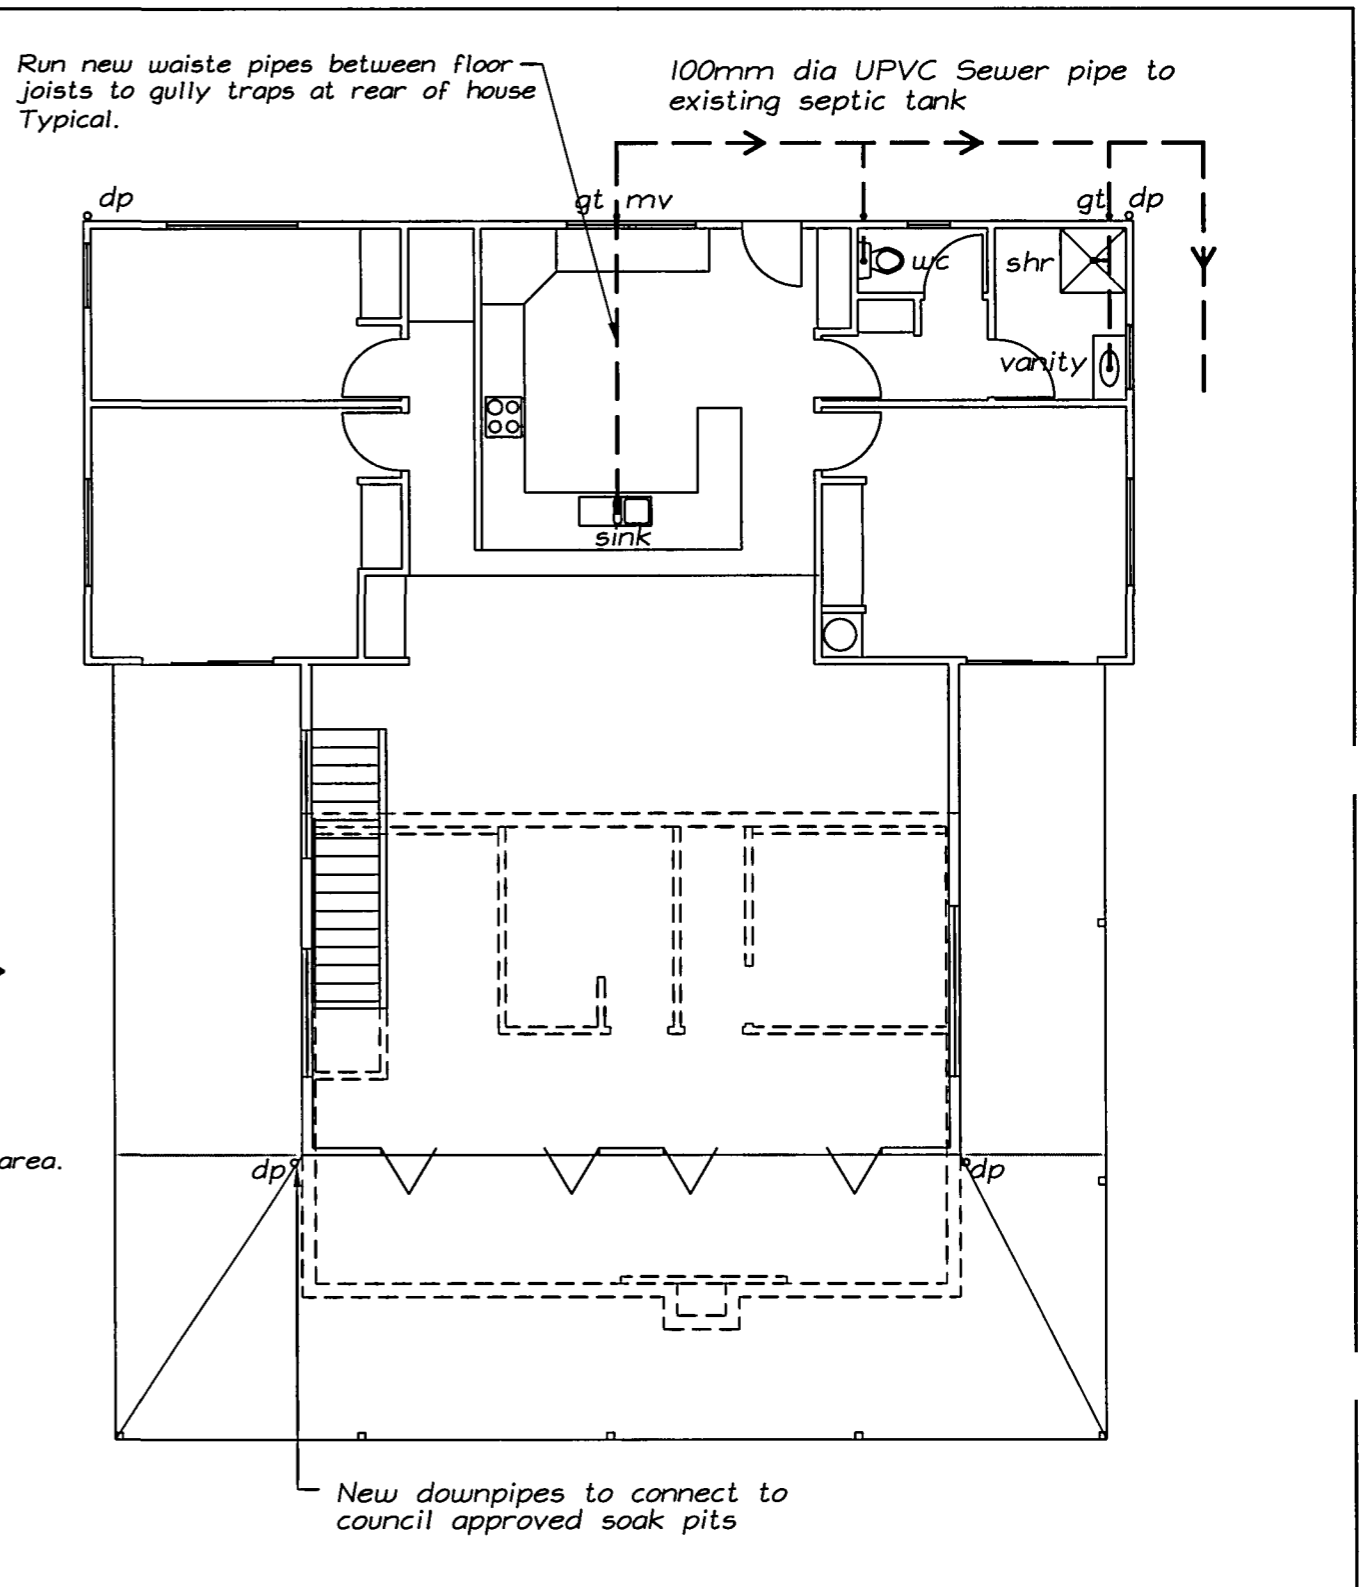 Run new waiste pipes between floor
joists to gully traps at rear of house
Typical.
100mm dia UPVC Sewer pipe to
existing septic tank
dp
gt mv
gt dp
wc
shr
vanity
sink
area.
dp
dp
New downpipes to connect to
council approved soak pits